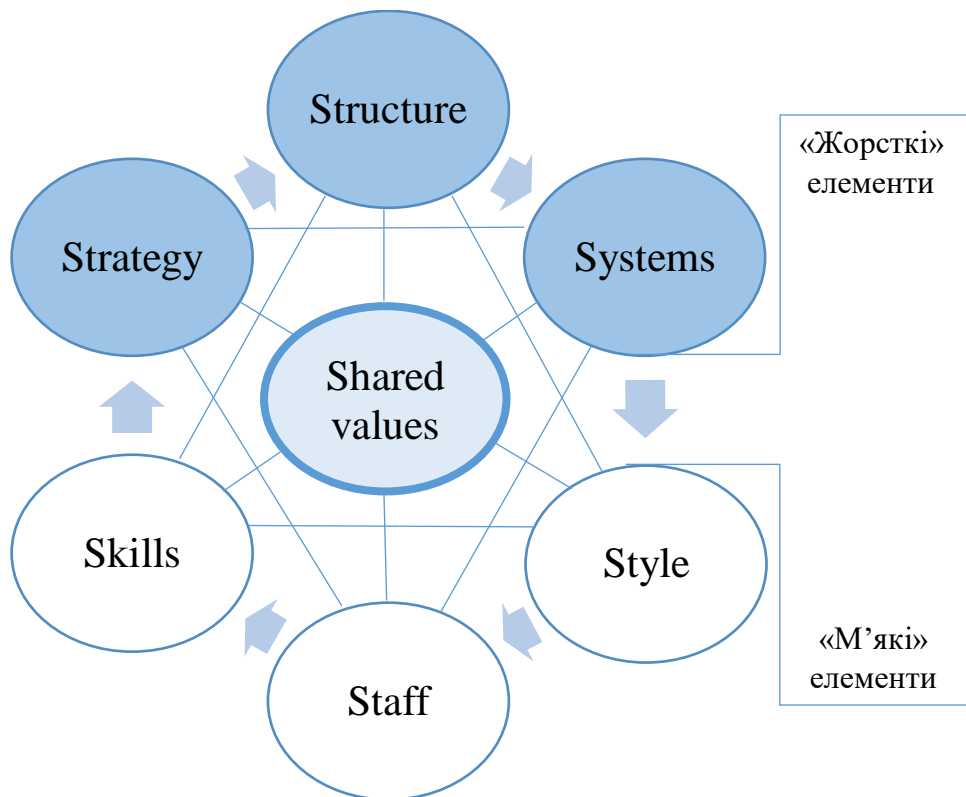 Structure
«Жорсткі»
елементи
Strategy
Systems
Shared
values
Skills
Style
Staff
«М’які»
елементи